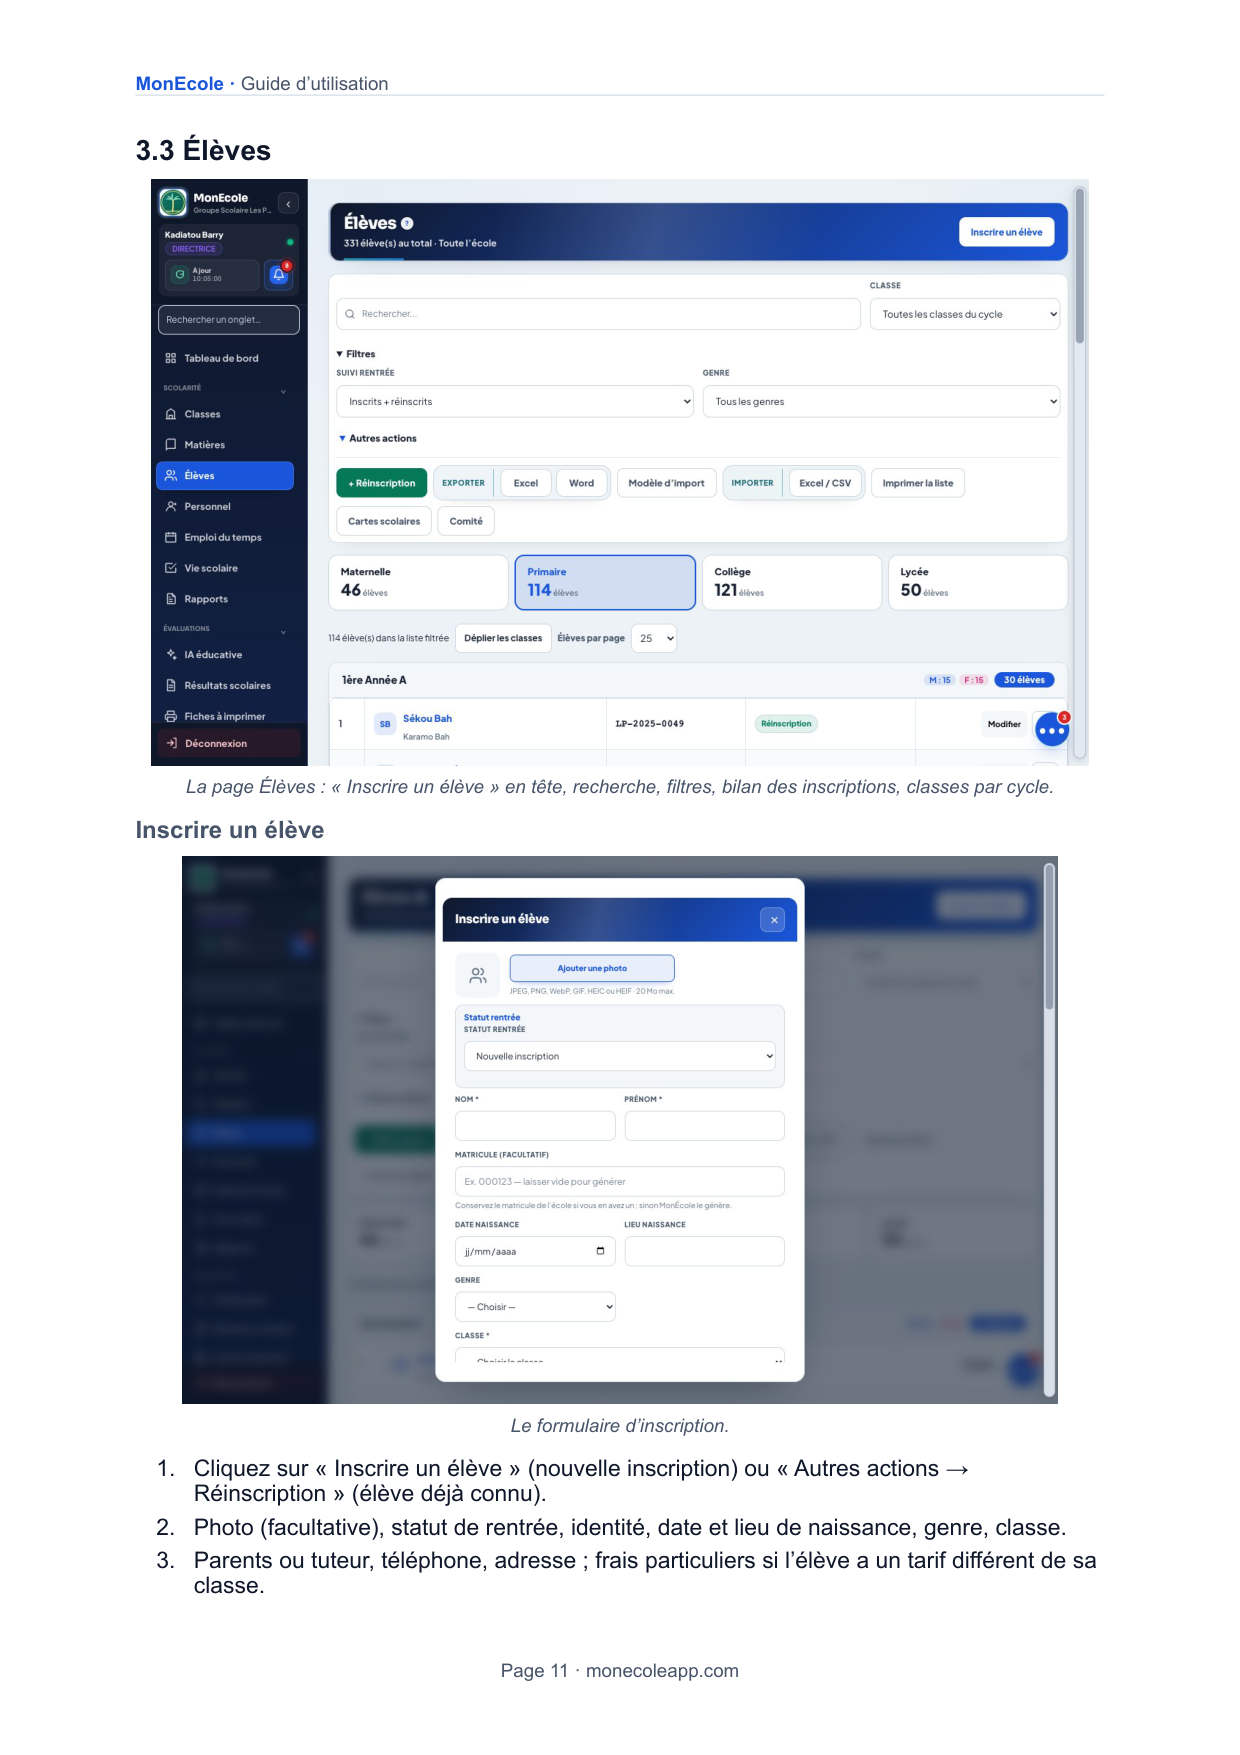 MonEcole · Guide d'utilisation
3.3 Élèves
MonEcole
Groupe Scolaire Les P...
Kadiatou Barry
DIRECTRICE
À jour
10:05:00
8
Rechercher un onglet...
Tableau de bord
SCOLARITÉ
Classes
Matières
Élèves
Personnel
Emploi du temps
Vie scolaire
Rapports
ÉVALUATIONS
IA éducative
Résultats scolaires
Fiches à imprimer
Déconnexion
Élèves ?
331 élève(s) au total · Toute l'école
Inscrire un élève
CLASSE
Rechercher...
Toutes les classes du cycle
▼ Filtres
SUIVI RENTRÉE
GENRE
Inscrits + réinscrits
Tous les genres
▼ Autres actions
+ Réinscription
EXPORTER
Excel
Word
Modèle d'import
IMPORTER
Excel / CSV
Imprimer la liste
Cartes scolaires
Comité
Maternelle
46 élèves
Primaire
114 élèves
Collège
121 élèves
Lycée
50 élèves
114 élève(s) dans la liste filtrée
Déplier les classes
Élèves par page
25
1ère Année A
M : 15
F : 15
30 élèves
1
SB
Sékou Bah
Karamo Bah
LP-2025-0049
Réinscription
Modifier
3
La page Élèves : « Inscrire un élève » en tête, recherche, filtres, bilan des inscriptions, classes par cycle.
Inscrire un élève
Inscrire un élève
×
Ajouter une photo
JPEG, PNG, WebP, GIF, HEIC ou HEIF · 20 Mo max.
Statut rentrée
STATUT RENTRÉE
Nouvelle inscription
NOM *
PRÉNOM *
MATRICULE (FACULTATIF)
Ex. 000123 — laisser vide pour générer
Conservez le matricule de l'école si vous en avez un ; sinon MonÉcole le génère.
DATE NAISSANCE
LIEU NAISSANCE
jj/mm/aaaa
GENRE
— Choisir —
CLASSE *
Le formulaire d'inscription.
1. Cliquez sur « Inscrire un élève » (nouvelle inscription) ou « Autres actions →
Réinscription » (élève déjà connu).
2. Photo (facultative), statut de rentrée, identité, date et lieu de naissance, genre, classe.
3. Parents ou tuteur, téléphone, adresse ; frais particuliers si l'élève a un tarif différent de sa
classe.
Page 11 · monecoleapp.com